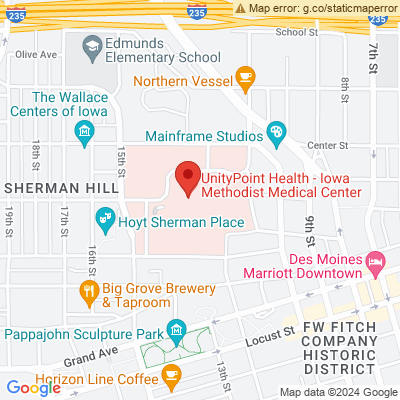 235
235
235
Map error: g.co/staticmaperror
School St
Olive Ave
Edmunds
Elementary School
7th St
8th St
Northern Vessel
The Wallace
Centers of Iowa
Mainframe Studios
Center St
18th St
15th St
UnityPoint Health - Iowa
Methodist Medical Center
SHERMAN HILL
19th St
17th St
Hoyt Sherman Place
9th St
16th St
Des Moines
Marriott Downtown
Big Grove Brewery
& Taproom
Pappajohn Sculpture Park
Locust St
FW FITCH
COMPANY
HISTORIC
DISTRICT
Grand Ave
Horizon Line Coffee
13th St
Google
Map data ©2024 Google